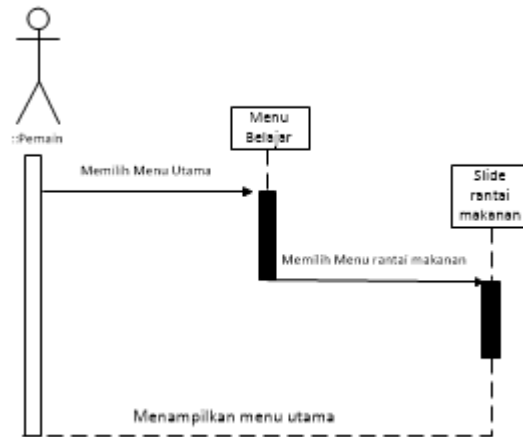 ::Pemain
Menu
Belajar
Memilih Menu Utama
Slide
rantai
makanan
Memilih Menu rantai makanan
Menampilkan menu utama